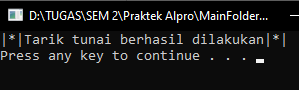 D:\TUGAS\SEM 2\Praktek Alpro\MainFolder...
|*|Tarik tunai berhasil dilakukan|*|
Press any key to continue . . .